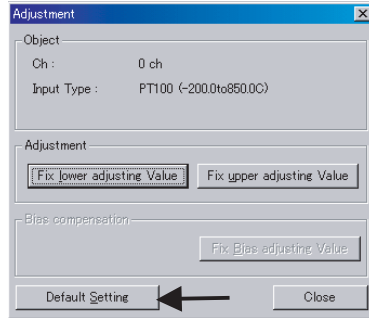 Adjustment
Object
Ch :    0 ch
Input Type :    PT100 (-200.0to850.0C)
Adjustment
Fix lower adjusting Value    Fix upper adjusting Value
Bias compensation
Fix Bias adjusting Value
Default Setting    Close